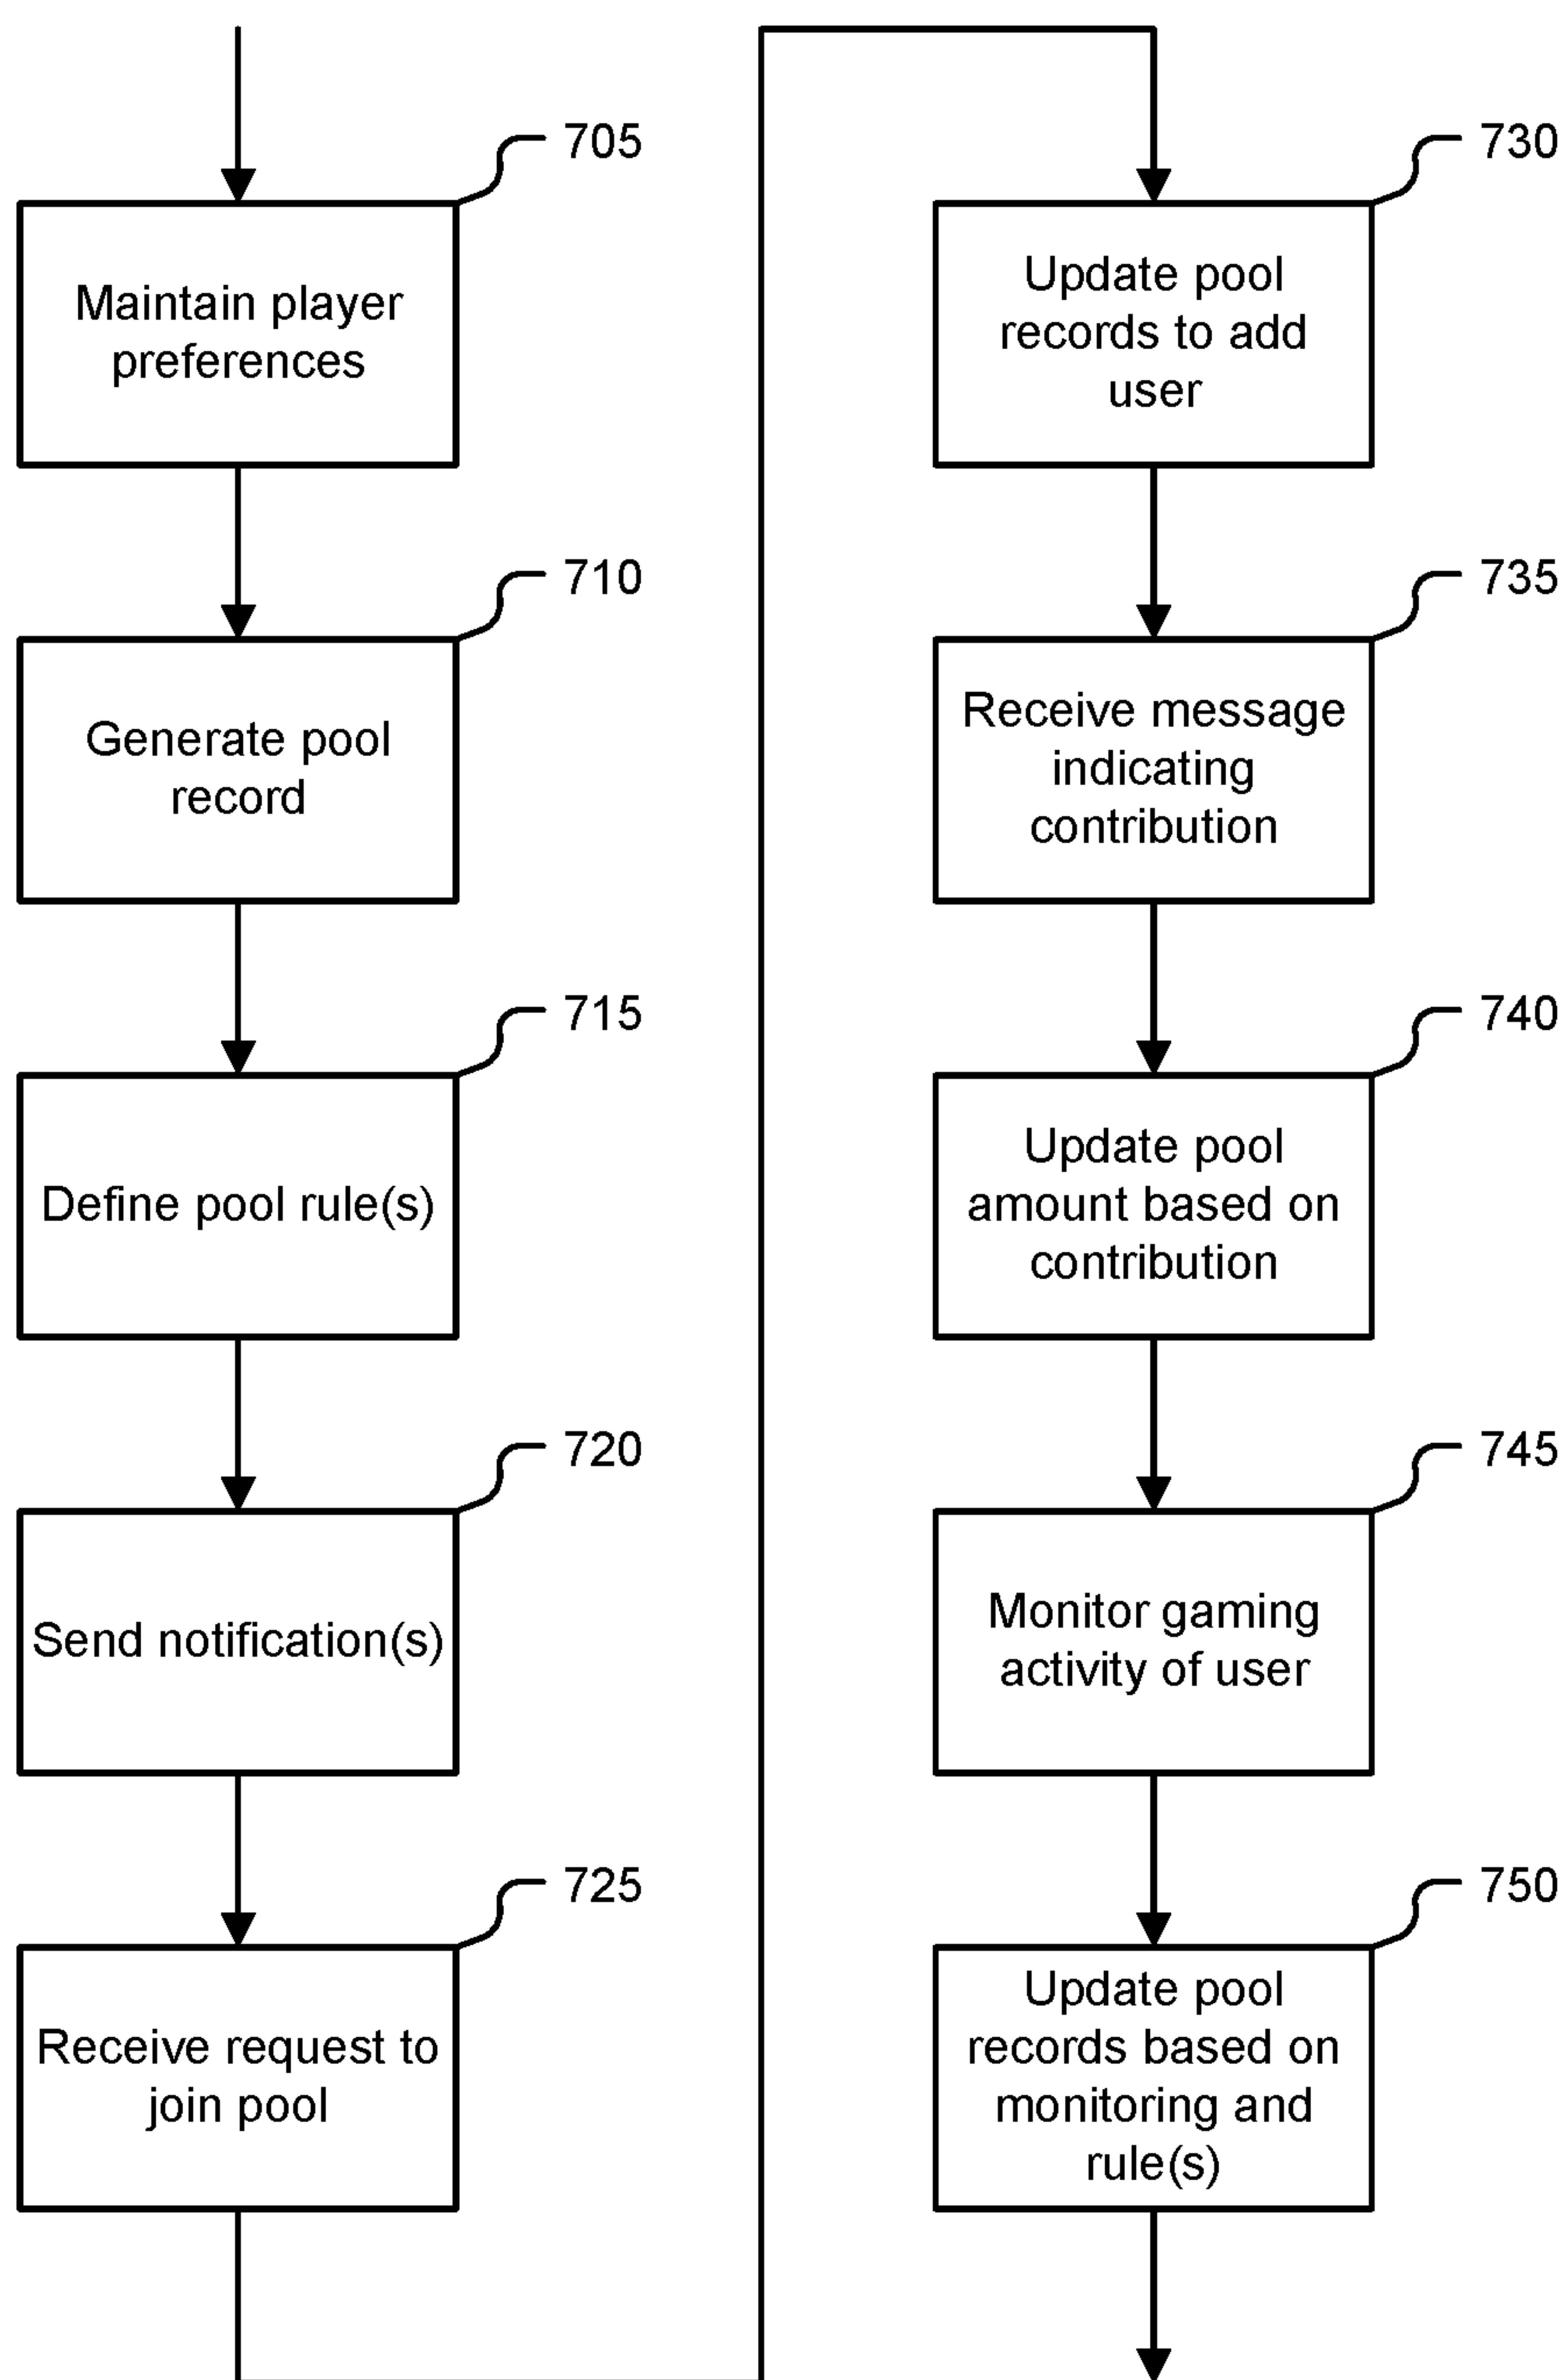 705
Maintain player
preferences
710
Generate pool
record
715
Define pool rule(s)
720
Send notification(s)
725
Receive request to
join pool
730
Update pool
records to add
user
735
Receive message
indicating
contribution
740
Update pool
amount based on
contribution
745
Monitor gaming
activity of user
750
Update pool
records based on
monitoring and
rule(s)